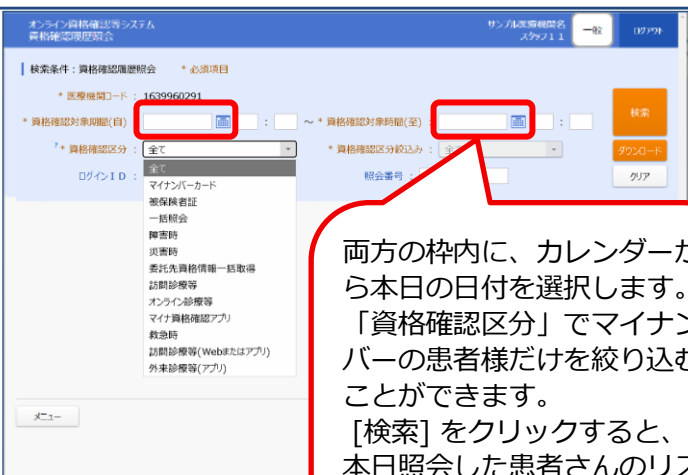 オンライン資格確認等システム
資格確認履歴照会
サンプル医療機関名
スタッフ１１
一般
ログアウト
検索条件：資格確認履歴照会　* 必須項目
* 医療機関コード： 1639960291
* 資格確認対象期間(自)　：　～ * 資格確認対象時間(至)：　：
検索
?* 資格確認区分： 全て　* 資格確認区分絞込み： 全て
ダウンロード
ログインＩＤ：　照会番号：
クリア
全て
マイナンバーカード
被保険者証
一括照会
障害時
災害時
委託先資格情報一括取得
訪問診療等
オンライン診療等
マイナ資格確認アプリ
救急時
訪問診療等(Webまたはアプリ)
外来診療等(アプリ)
メニュー
両方の枠内に、カレンダーか
ら本日の日付を選択します。
「資格確認区分」でマイナン
バーの患者様だけを絞り込む
ことができます。
[検索] をクリックすると、
本日照会した患者さんのリス